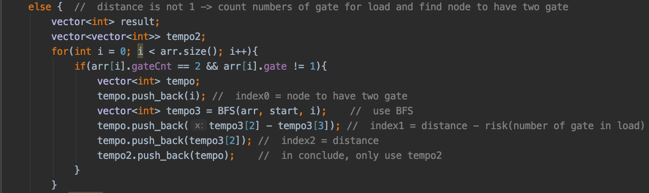 else {  //  distance is not 1 -> count numbers of gate for load and find node to have two gate
vector<int> result;
vector<vector<int>> tempo2;
for(int i = 0; i < arr.size(); i++){
if(arr[i].gateCnt == 2 && arr[i].gate != 1){
vector<int> tempo;
tempo.push_back(i); //  index0 = node to have two gate
vector<int> tempo3 = BFS(arr, start, i);    //  use BFS
tempo.push_back( x: tempo3[2] - tempo3[3]); // index1 = distance - risk(number of gate in load)
tempo.push_back(tempo3[2]); //  index2 = distance
tempo2.push_back(tempo);    //  in conclude, only use tempo2
}
}